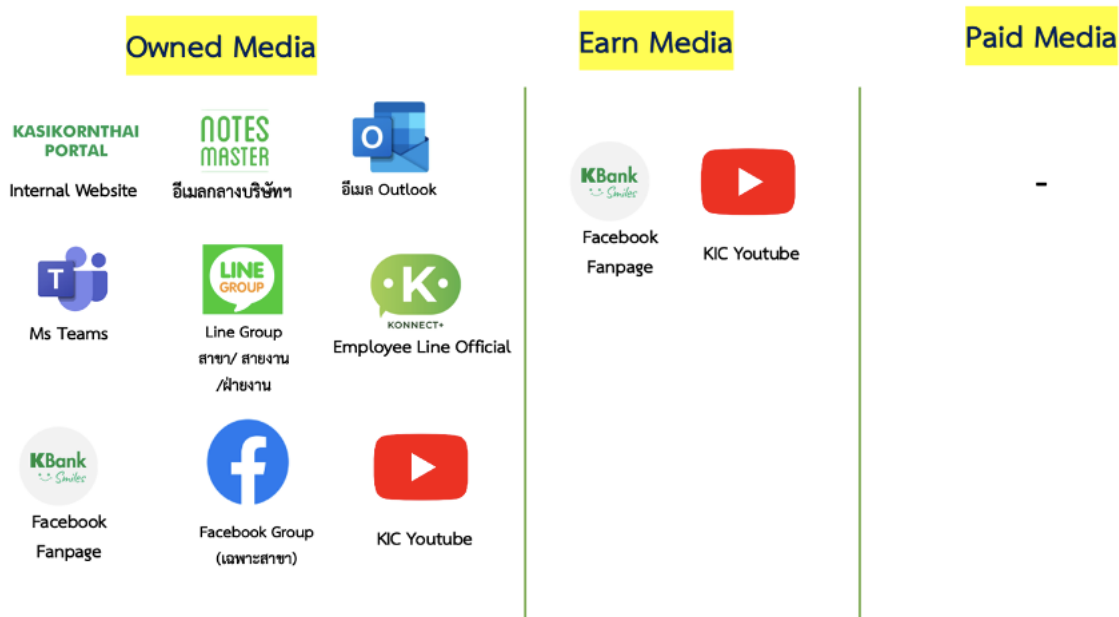 Owned Media
Earn Media
Paid Media
KASIKORNTHAI
PORTAL
Internal Website
NOTES
MASTER
อีเมลกลางบริษัทฯ
O
อีเมล Outlook
T
Ms Teams
LINE
GROUP
Line Group
สาขา/ สายงาน
/ฝ่ายงาน
K
KONNECT+
Employee Line Official
KBank
Smiles
Facebook
Fanpage
f
Facebook Group
(เฉพาะสาขา)
KIC Youtube
KBank
Smiles
Facebook
Fanpage
KIC Youtube
-